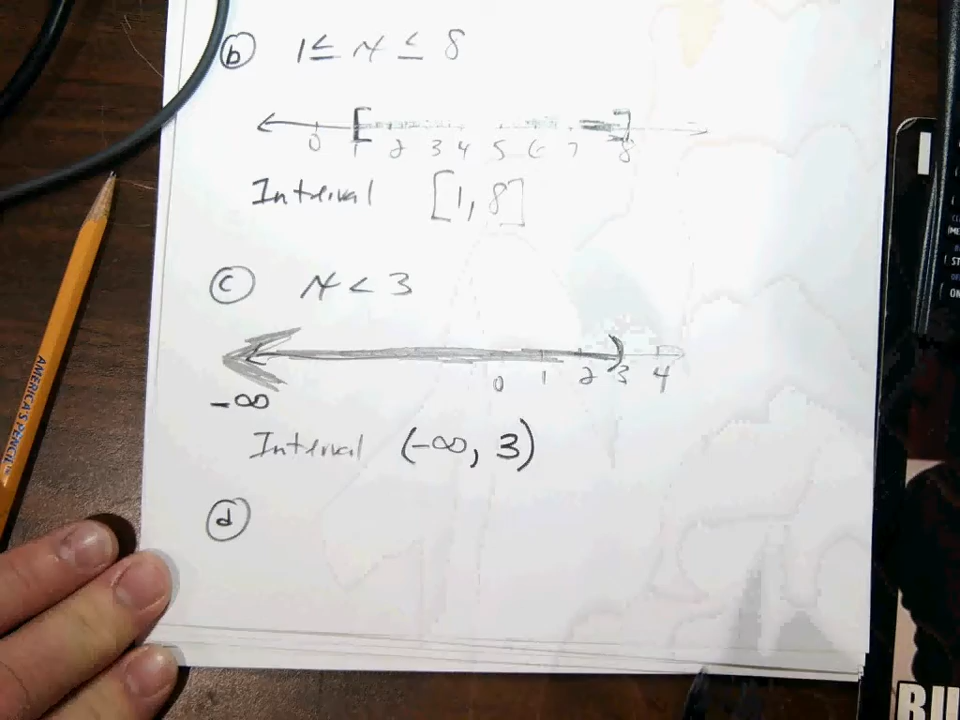 b 1 ≤ x ≤ 8
0 1 2 3 4 5 6 7 8
Interval [1, 8]
c x < 3
0 1 2 3 4
-∞
Interval (-∞, 3)
d
AMERICA'S PENCIL